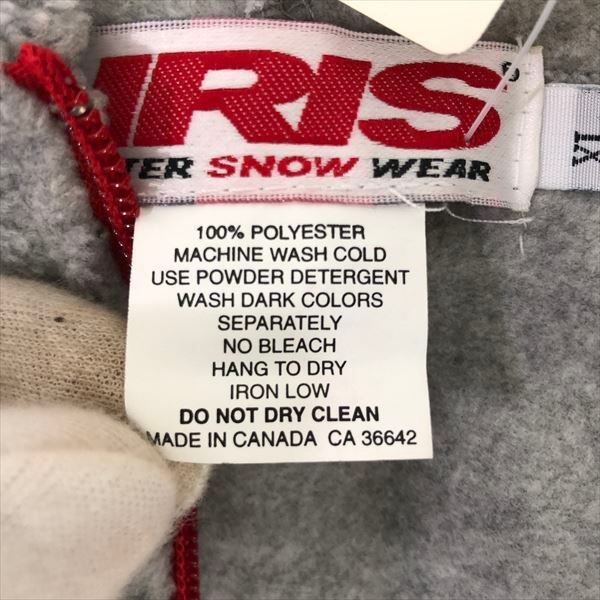 IRIS
TER SNOW WEAR
XL
100% POLYESTER
MACHINE WASH COLD
USE POWDER DETERGENT
WASH DARK COLORS
SEPARATELY
NO BLEACH
HANG TO DRY
IRON LOW
DO NOT DRY CLEAN
MADE IN CANADA CA 36642